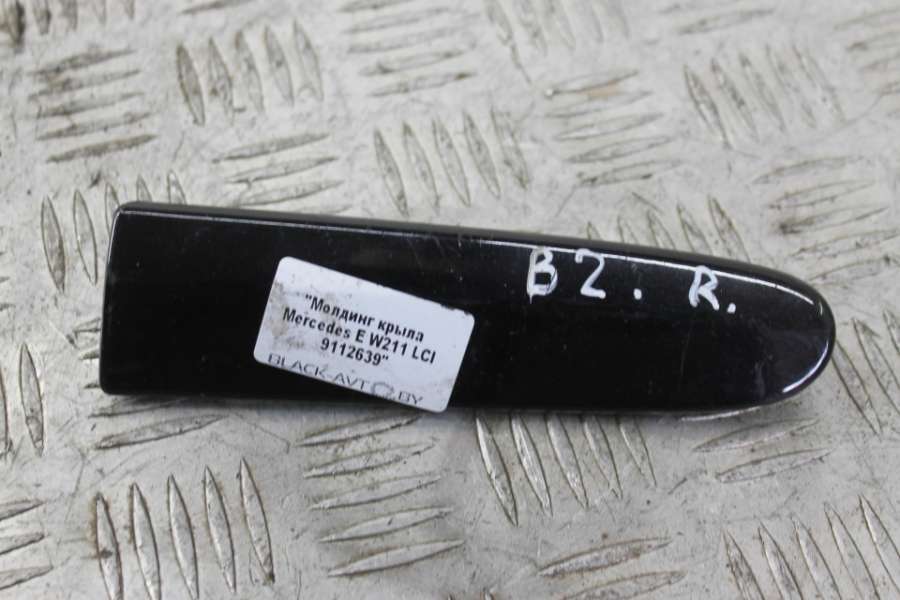 "Молдинг крыла
Mercedes E W211 LCI
9112639"
BLACK-AVTO.BY
B2. R.